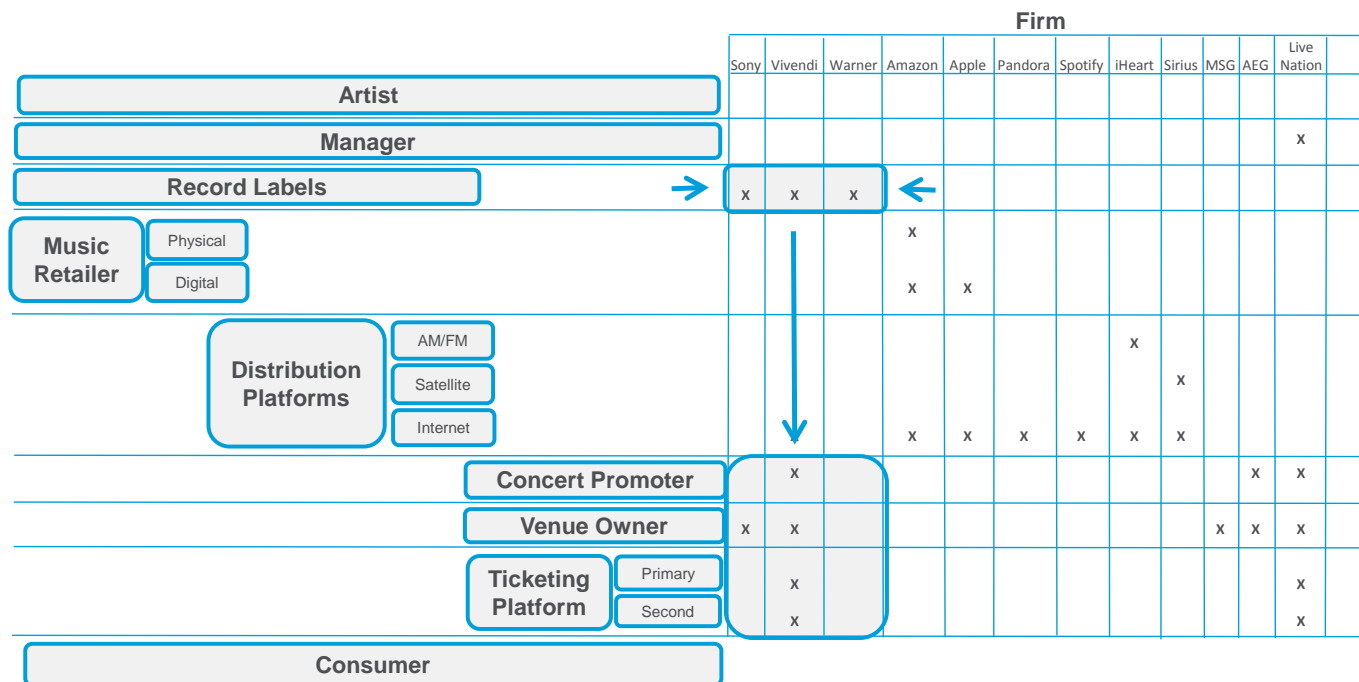 Firm
Sony Vivendi Warner Amazon Apple Pandora Spotify iHeart Sirius MSG AEG Live Nation
Artist
Manager x
Record Labels x x x
Music Retailer
Physical x
Digital x x
Distribution Platforms
AM/FM x
Satellite x
Internet x x x x x x
Concert Promoter x x x
Venue Owner x x x x x
Ticketing Platform
Primary x x
Second x x
Consumer